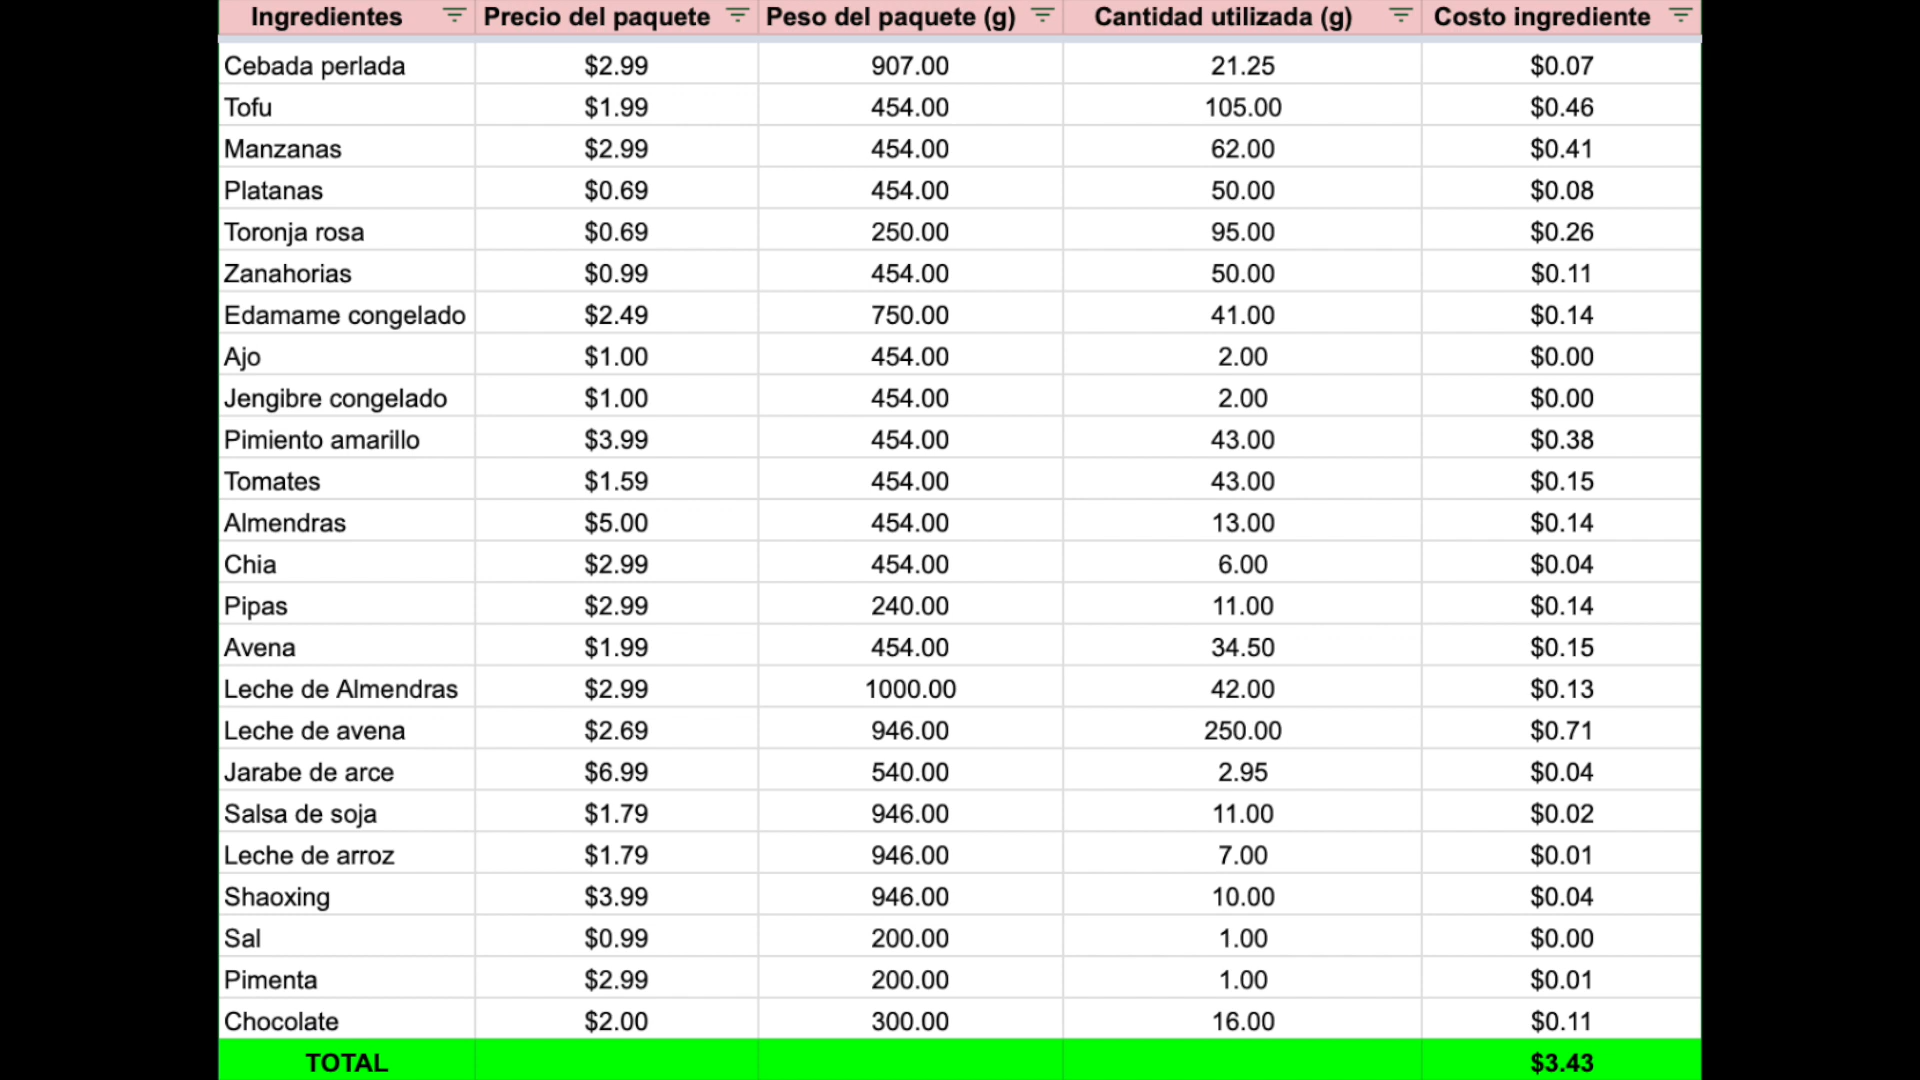 Ingredientes Precio del paquete Peso del paquete (g) Cantidad utilizada (g) Costo ingrediente
Cebada perlada $2.99 907.00 21.25 $0.07
Tofu $1.99 454.00 105.00 $0.46
Manzanas $2.99 454.00 62.00 $0.41
Platanas $0.69 454.00 50.00 $0.08
Toronja rosa $0.69 250.00 95.00 $0.26
Zanahorias $0.99 454.00 50.00 $0.11
Edamame congelado $2.49 750.00 41.00 $0.14
Ajo $1.00 454.00 2.00 $0.00
Jengibre congelado $1.00 454.00 2.00 $0.00
Pimiento amarillo $3.99 454.00 43.00 $0.38
Tomates $1.59 454.00 43.00 $0.15
Almendras $5.00 454.00 13.00 $0.14
Chia $2.99 454.00 6.00 $0.04
Pipas $2.99 240.00 11.00 $0.14
Avena $1.99 454.00 34.50 $0.15
Leche de Almendras $2.99 1000.00 42.00 $0.13
Leche de avena $2.69 946.00 250.00 $0.71
Jarabe de arce $6.99 540.00 2.95 $0.04
Salsa de soja $1.79 946.00 11.00 $0.02
Leche de arroz $1.79 946.00 7.00 $0.01
Shaoxing $3.99 946.00 10.00 $0.04
Sal $0.99 200.00 1.00 $0.00
Pimenta $2.99 200.00 1.00 $0.01
Chocolate $2.00 300.00 16.00 $0.11
TOTAL $3.43